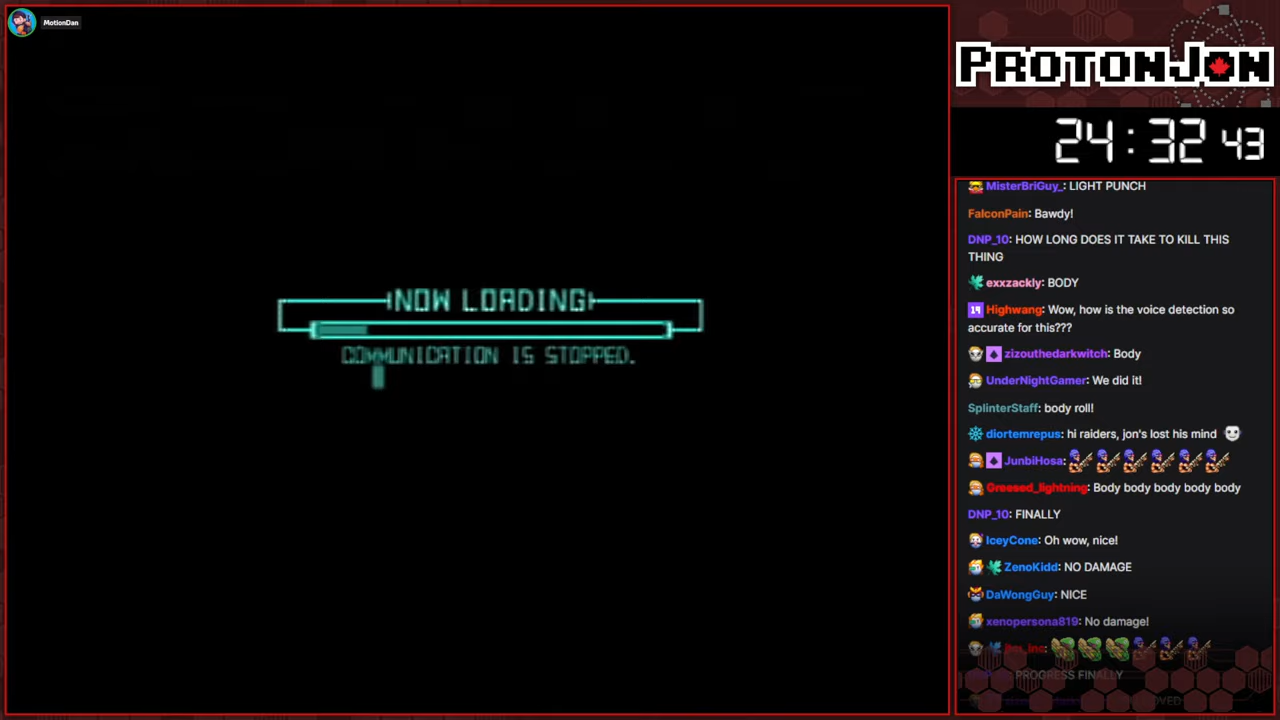 MotionDan
PROTONJON
24:32 43
NOW LOADING
COMMUNICATION IS STOPPED.
MisterBriGuy_: LIGHT PUNCH
FalconPain: Bawdy!
DNP_10: HOW LONG DOES IT TAKE TO KILL THIS
THING
exxzackly: BODY
Highwang: Wow, how is the voice detection so
accurate for this???
zizouthedarkwitch: Body
UnderNightGamer: We did it!
SplinterStaff: body roll!
diortemrepus: hi raiders, jon's lost his mind
JunbiHosa:
Greased_lightning: Body body body body body
DNP_10: FINALLY
IceyCone: Oh wow, nice!
ZenoKidd: NO DAMAGE
DaWongGuy: NICE
xenopersona819: No damage!
PROGRESS FINALLY